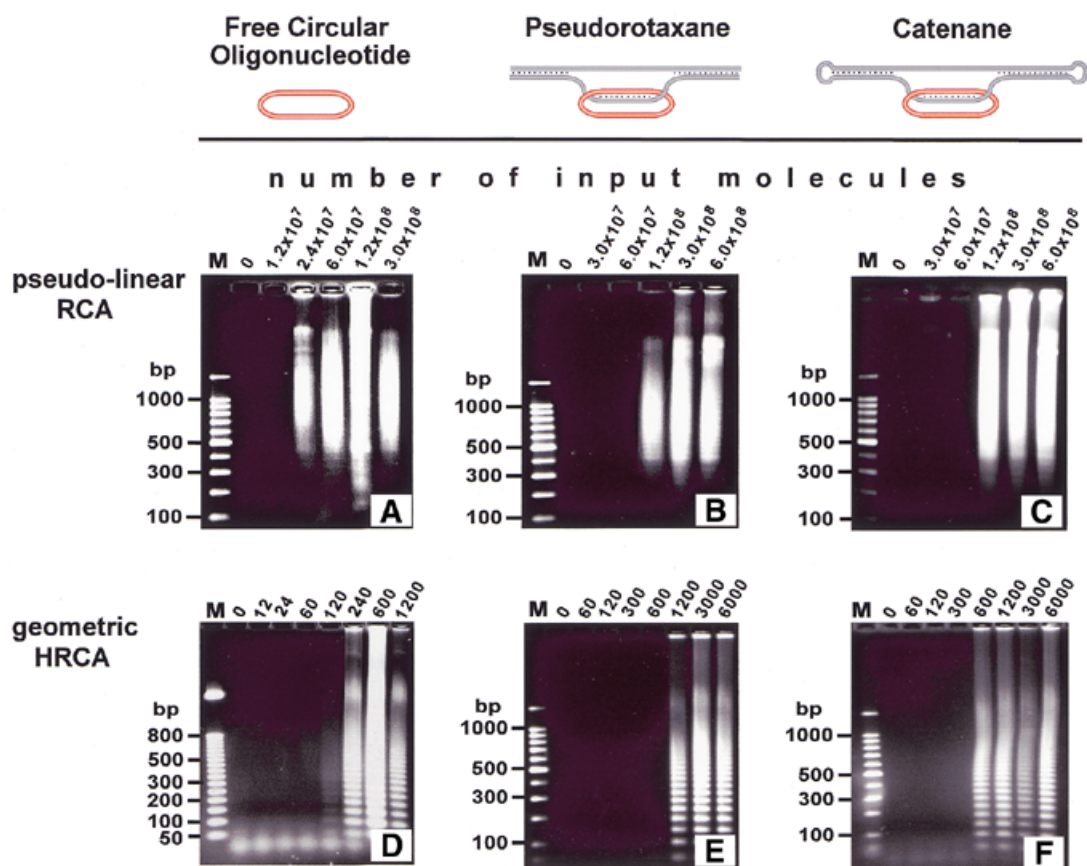 Free Circular
Oligonucleotide
Pseudorotaxane
Catenane
number of input molecules
pseudo-linear
RCA
M 0 1.2x10⁷ 2.4x10⁷ 6.0x10⁷ 1.2x10⁸ 3.0x10⁸
bp
1000
500
300
100
A
M 0 3.0x10⁷ 6.0x10⁷ 1.2x10⁸ 3.0x10⁸ 6.0x10⁸
bp
1000
500
300
100
B
M 0 3.0x10⁷ 6.0x10⁷ 1.2x10⁸ 3.0x10⁸ 6.0x10⁸
bp
1000
500
300
100
C
geometric
HRCA
M 0 12 24 60 120 240 600 1200
bp
800
500
300
200
100
50
D
M 0 60 120 300 600 1200 3000 6000
bp
1000
500
300
100
E
M 0 60 120 300 600 1200 3000 6000
bp
1000
500
300
100
F